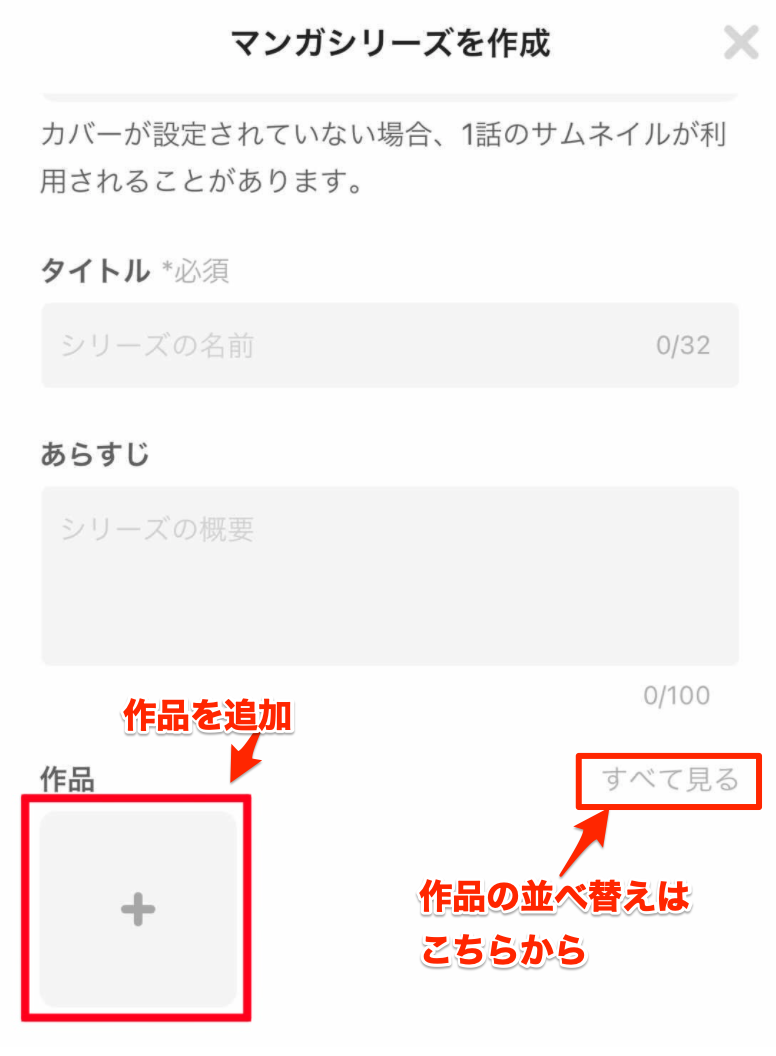 マンガシリーズを作成
カバーが設定されていない場合、1話のサムネイルが利
用されることがあります。
タイトル *必須
シリーズの名前 0/32
あらすじ
シリーズの概要
0/100
作品を追加
作品 すべて見る
作品の並べ替えは
こちらから